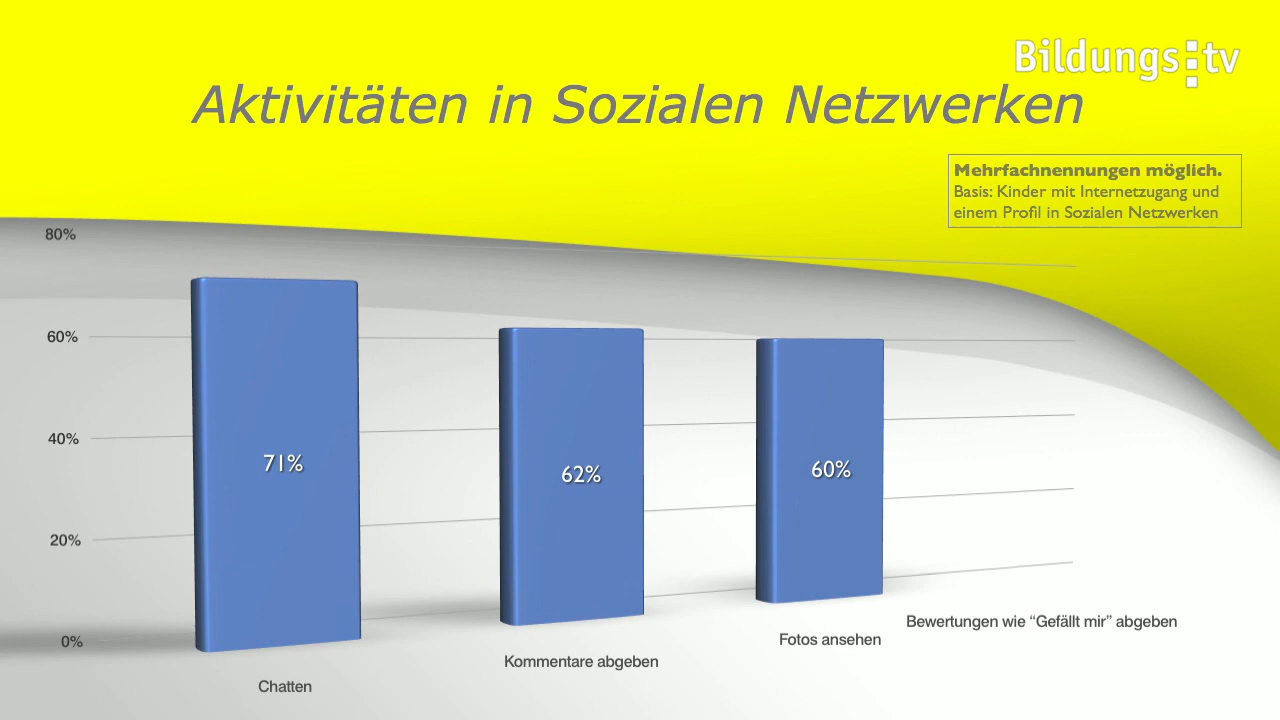 Bildungs:tv
Aktivitäten in Sozialen Netzwerken
Mehrfachnennungen möglich.
Basis: Kinder mit Internetzugang und
einem Profil in Sozialen Netzwerken
80%
60%
40%
20%
0%
71%
62%
60%
Chatten
Kommentare abgeben
Fotos ansehen
Bewertungen wie “Gefällt mir” abgeben